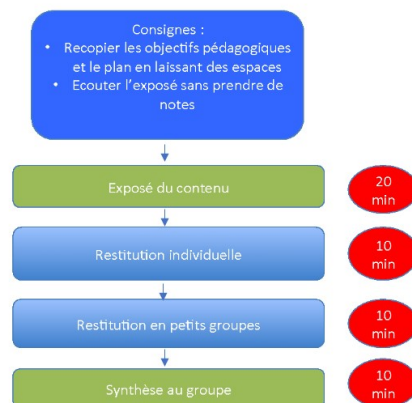 Consignes :
• Recopier les objectifs pédagogiques
et le plan en laissant des espaces
• Ecouter l'exposé sans prendre de
notes
Exposé du contenu
20
min
Restitution individuelle
10
min
Restitution en petits groupes
10
min
Synthèse au groupe
10
min